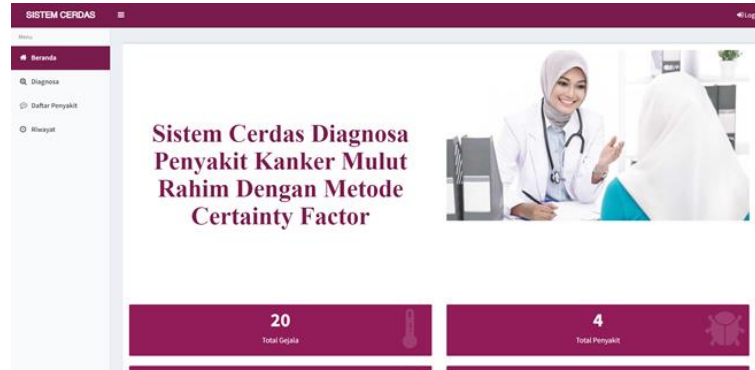 SISTEM CERDAS
Log
Menu
Beranda
Diagnosa
Daftar Penyakit
Riwayat
Sistem Cerdas Diagnosa
Penyakit Kanker Mulut
Rahim Dengan Metode
Certainty Factor
20
Total Gejala
4
Total Penyakit